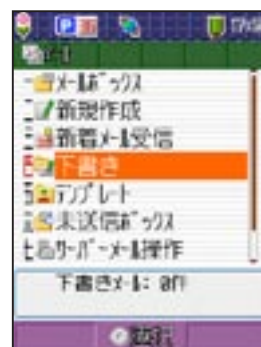 メール
メールボックス
新規作成
新着メール受信
下書き
5 テンプレート
未送信ボックス
サーバーメール操作
下書きメール: 0件
選択